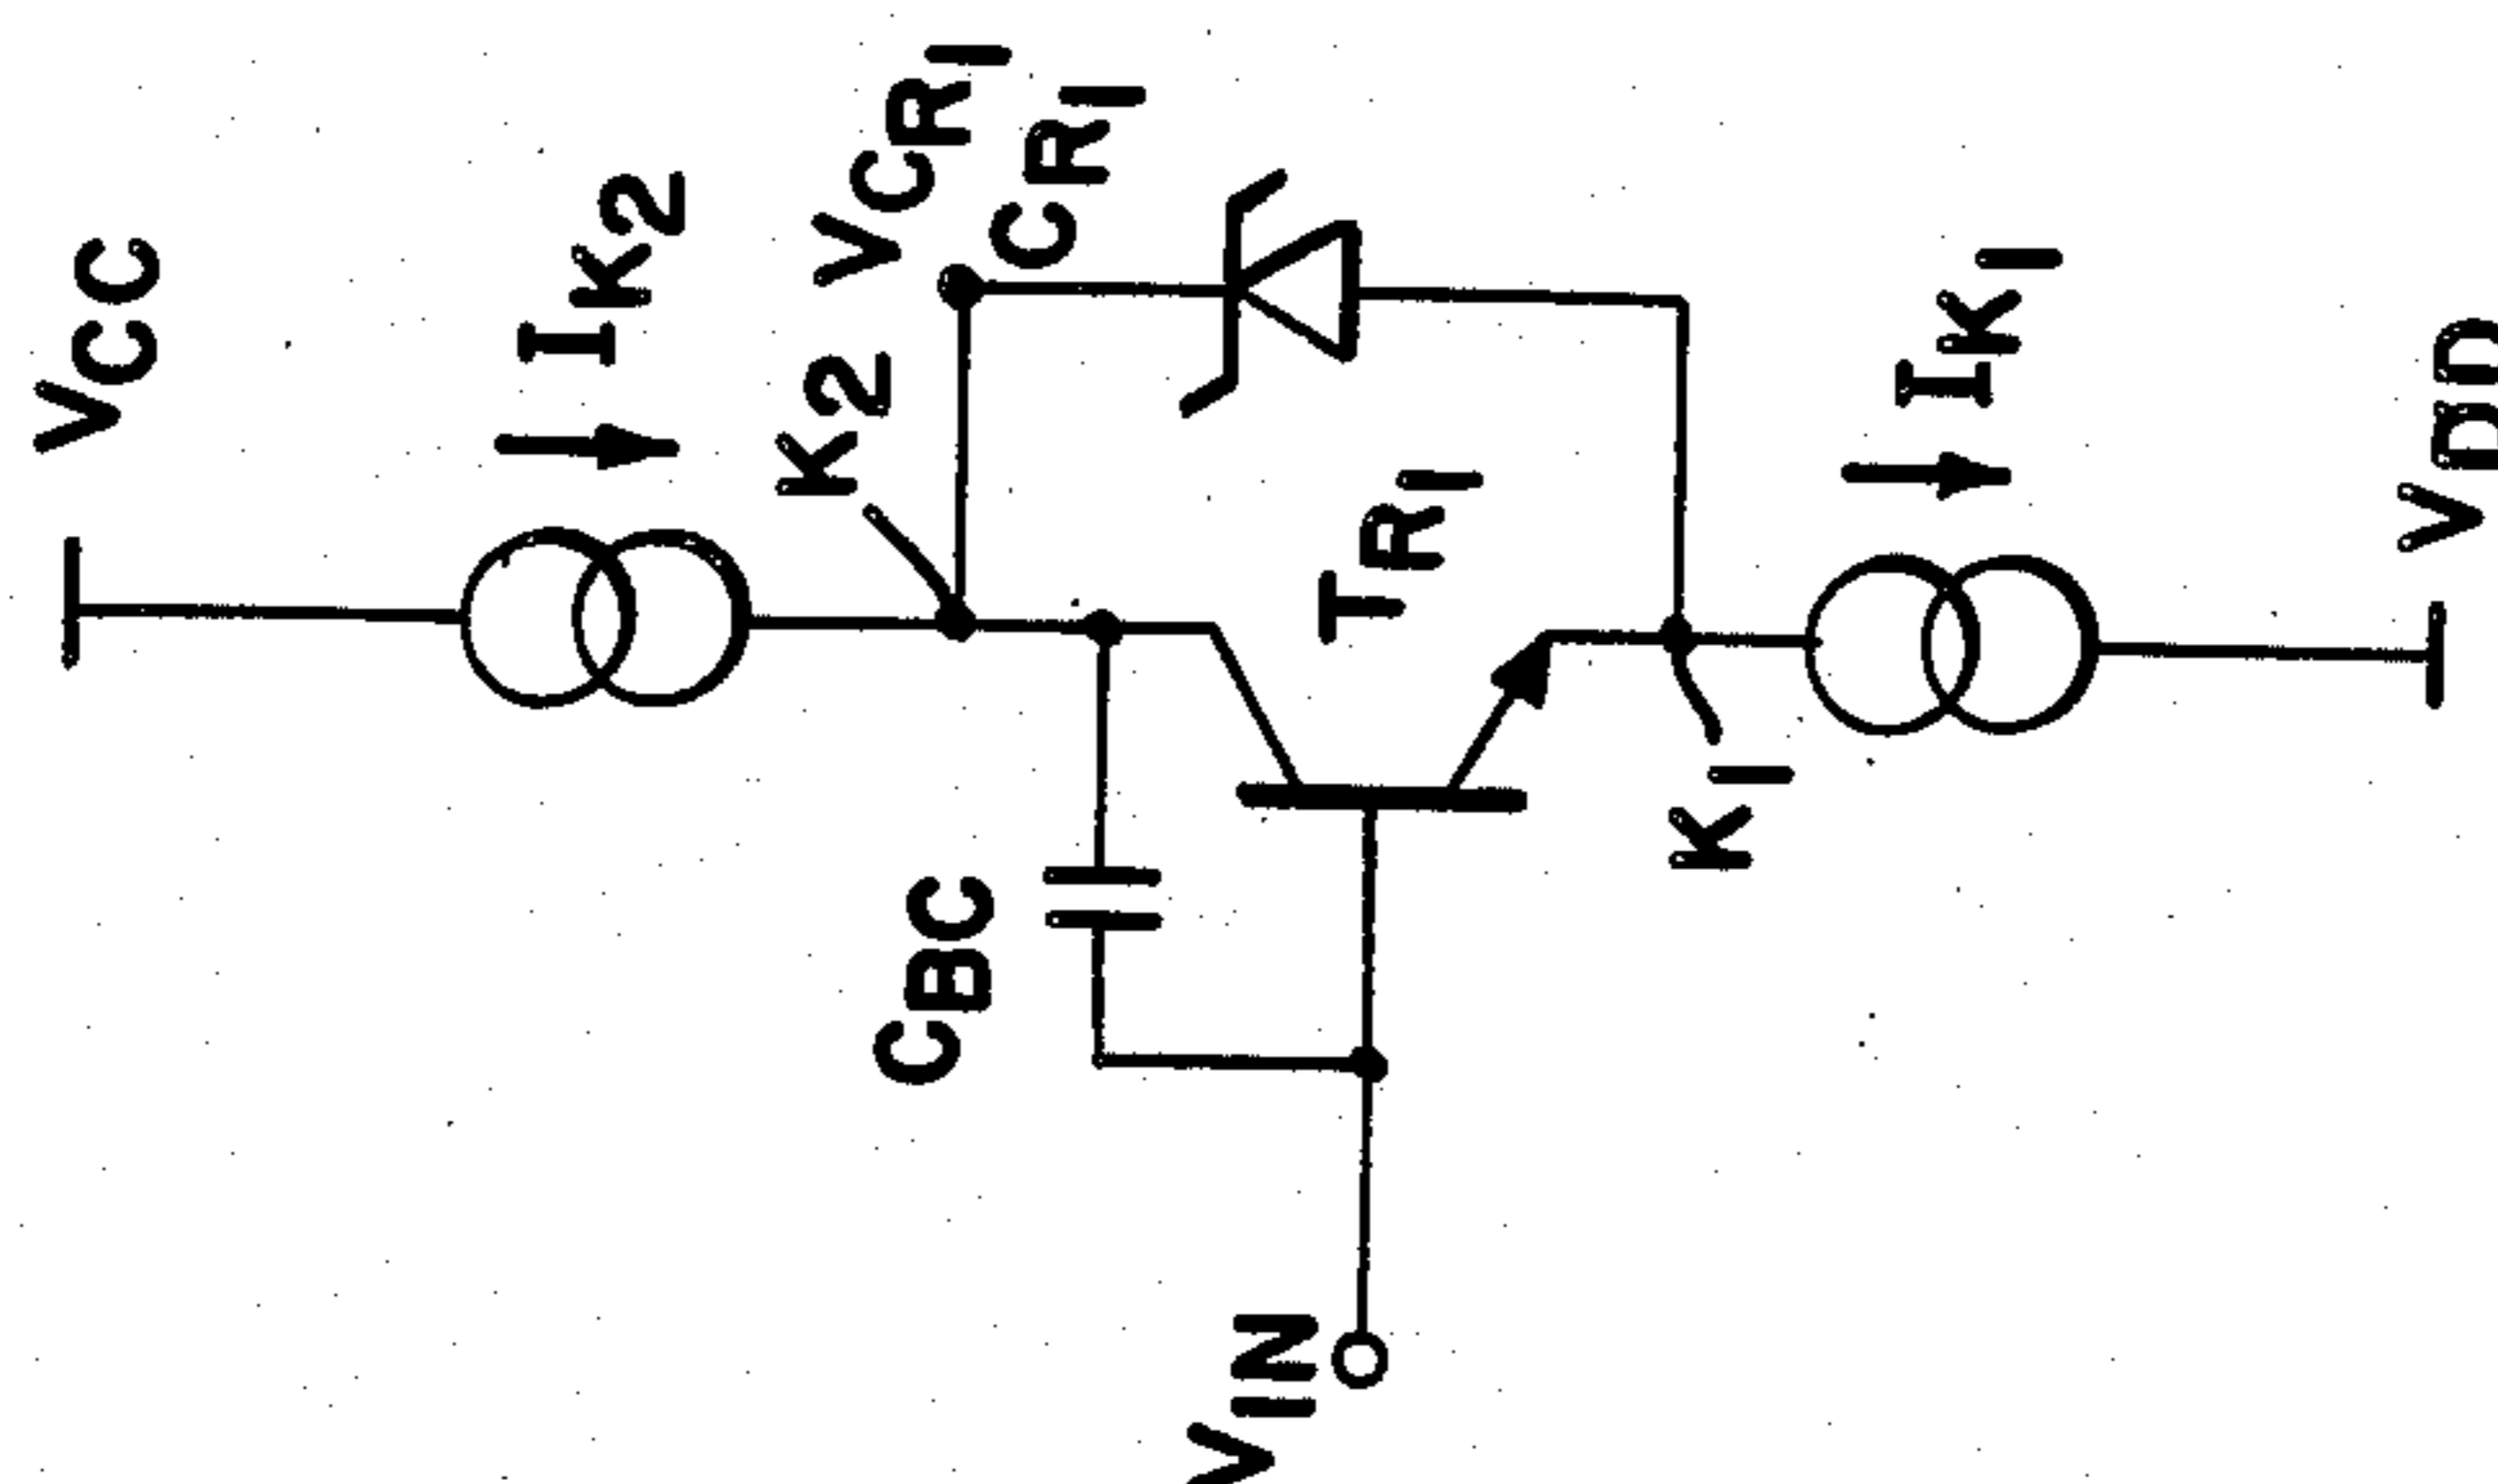 VCC
IK2
K2
VCR1
CR1
TR1
CBC
VIN
K1
IK1
VDD